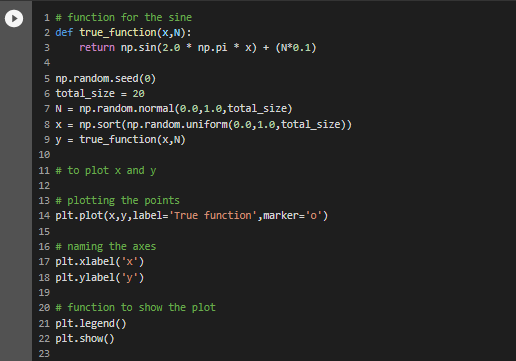 1 # function for the sine
2 def true_function(x,N):
3     return np.sin(2.0 * np.pi * x) + (N*0.1)
4
5 np.random.seed(0)
6 total_size = 20
7 N = np.random.normal(0.0,1.0,total_size)
8 x = np.sort(np.random.uniform(0.0,1.0,total_size))
9 y = true_function(x,N)
10
11 # to plot x and y
12
13 # plotting the points
14 plt.plot(x,y,label='True function',marker='o')
15
16 # naming the axes
17 plt.xlabel('x')
18 plt.ylabel('y')
19
20 # function to show the plot
21 plt.legend()
22 plt.show()
23